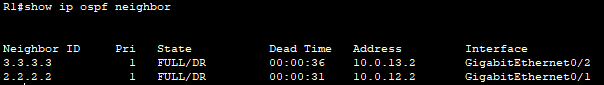 R1#show ip ospf neighbor
Neighbor ID     Pri   State           Dead Time   Address         Interface
3.3.3.3           1   FULL/DR         00:00:36    10.0.13.2       GigabitEthernet0/2
2.2.2.2           1   FULL/DR         00:00:31    10.0.12.2       GigabitEthernet0/1